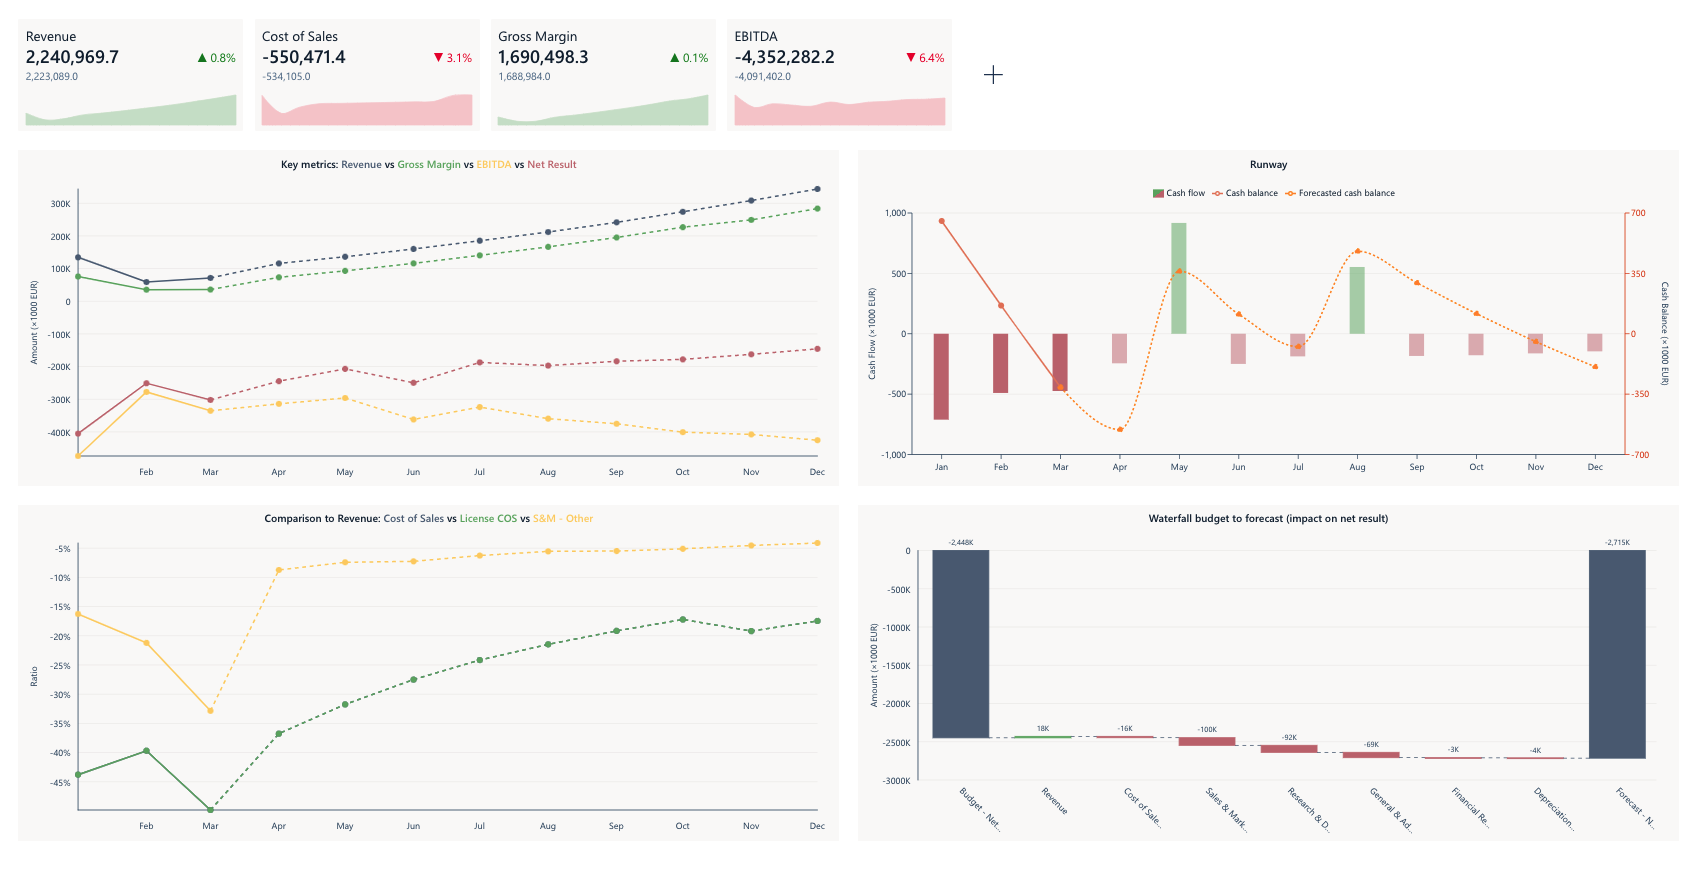 Revenue
2,240,969.7
▲ 0.8%
2,223,089.0
Cost of Sales
-550,471.4
▼ 3.1%
-534,105.0
Gross Margin
1,690,498.3
▲ 0.1%
1,688,984.0
EBITDA
-4,352,282.2
▼ 6.4%
-4,091,402.0
Key metrics: Revenue vs Gross Margin vs EBITDA vs Net Result
Amount (×1000 EUR)
300K
200K
100K
0
-100K
-200K
-300K
-400K
Feb Mar Apr May Jun Jul Aug Sep Oct Nov Dec
Runway
Cash flow Cash balance Forecasted cash balance
Cash Flow (×1000 EUR)
1,000
500
0
-500
-1,000
700
350
0
-350
-700
Cash Balance (×1000 EUR)
Jan Feb Mar Apr May Jun Jul Aug Sep Oct Nov Dec
Comparison to Revenue: Cost of Sales vs License COS vs S&M - Other
Ratio
-5%
-10%
-15%
-20%
-25%
-30%
-35%
-40%
-45%
Feb Mar Apr May Jun Jul Aug Sep Oct Nov Dec
Waterfall budget to forecast (impact on net result)
Amount (×1000 EUR)
0
-500K
-1000K
-1500K
-2000K
-2500K
-3000K
-2,448K
18K
-16K
-100K
-92K
-69K
-3K
-4K
-2,715K
Budget - Net...
Revenue
Cost of Sale...
Sales & Mark...
Research & D...
General & Ad...
Financial Re...
Depreciation...
Forecast - N...